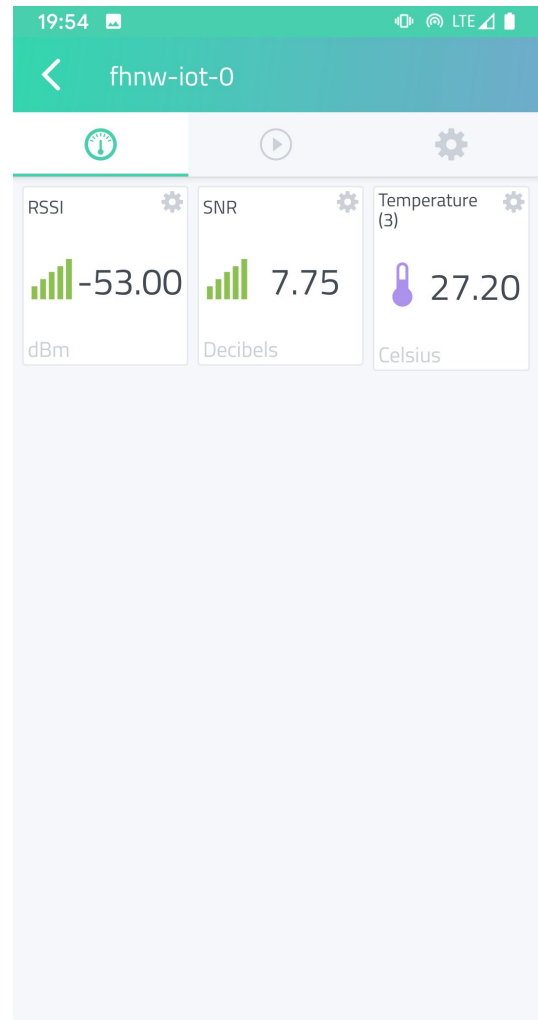 19:54 LTE
fhnw-iot-0
RSSI
-53.00
dBm
SNR
7.75
Decibels
Temperature
(3)
27.20
Celsius